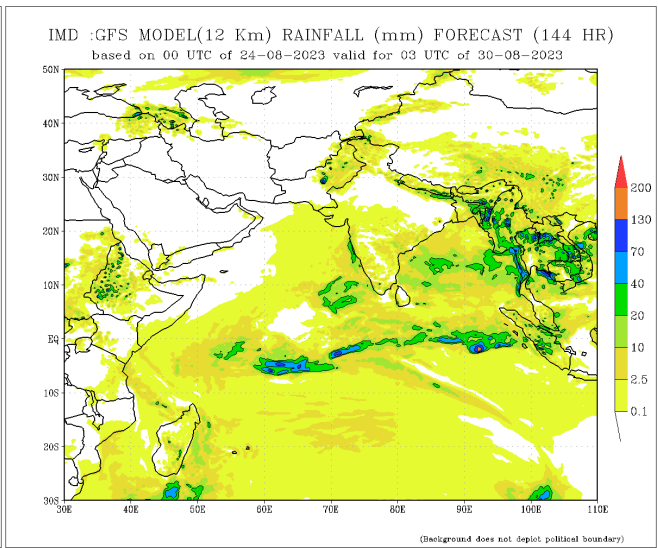 IMD :GFS MODEL(12 Km) RAINFALL (mm) FORECAST (144 HR)
based on 00 UTC of 24-08-2023 valid for 03 UTC of 30-08-2023
50N
40N
30N
20N
10N
EQ
10S
20S
30S
30E 40E 50E 60E 70E 80E 90E 100E 110E
200
130
70
40
20
10
2.5
0.1
(Background does not depict political boundary)